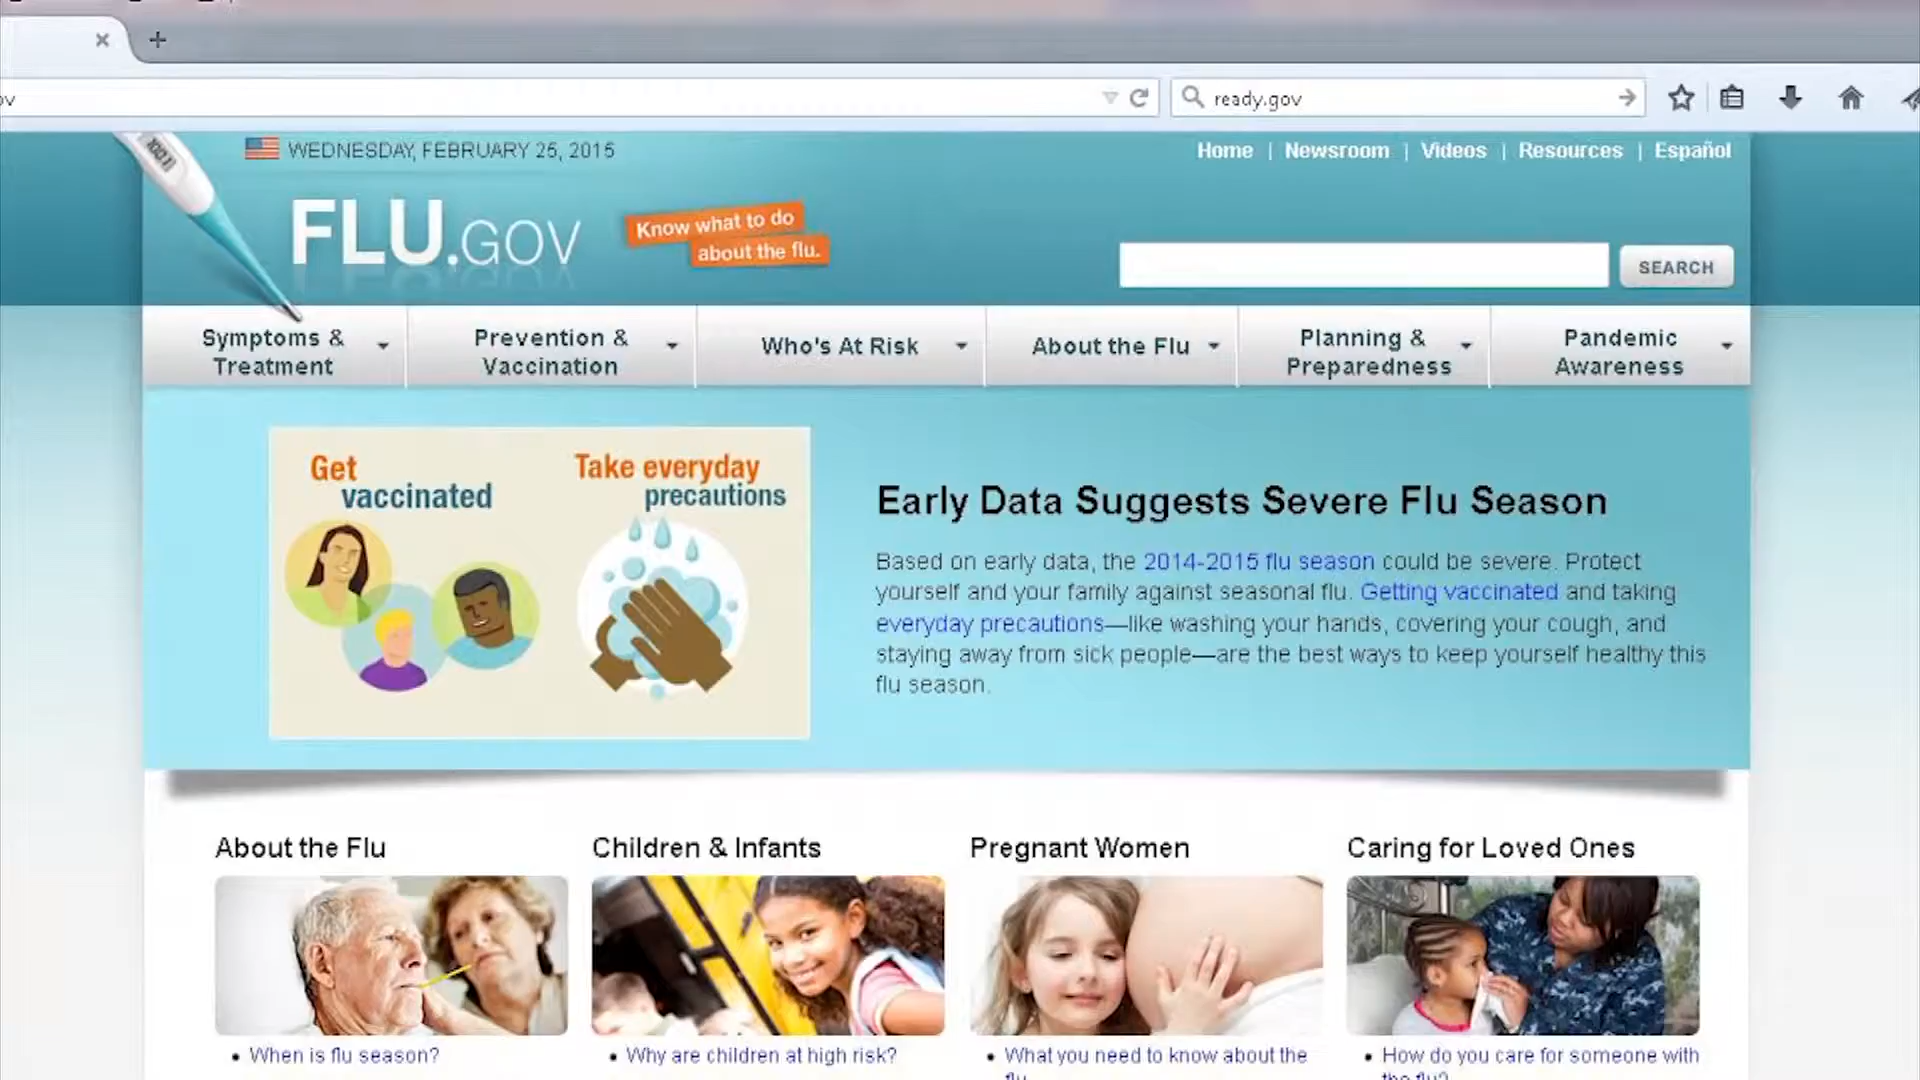 ov
ready.gov
WEDNESDAY, FEBRUARY 25, 2015
Home | Newsroom | Videos | Resources | Español
FLU.GOV
Know what to do
about the flu.
SEARCH
Symptoms &
Treatment
Prevention &
Vaccination
Who's At Risk
About the Flu
Planning &
Preparedness
Pandemic
Awareness
Get
vaccinated
Take everyday
precautions
Early Data Suggests Severe Flu Season
Based on early data, the 2014-2015 flu season could be severe. Protect
yourself and your family against seasonal flu. Getting vaccinated and taking
everyday precautions—like washing your hands, covering your cough, and
staying away from sick people—are the best ways to keep yourself healthy this
flu season.
About the Flu
• When is flu season?
Children & Infants
• Why are children at high risk?
Pregnant Women
• What you need to know about the
flu
Caring for Loved Ones
• How do you care for someone with
the flu?